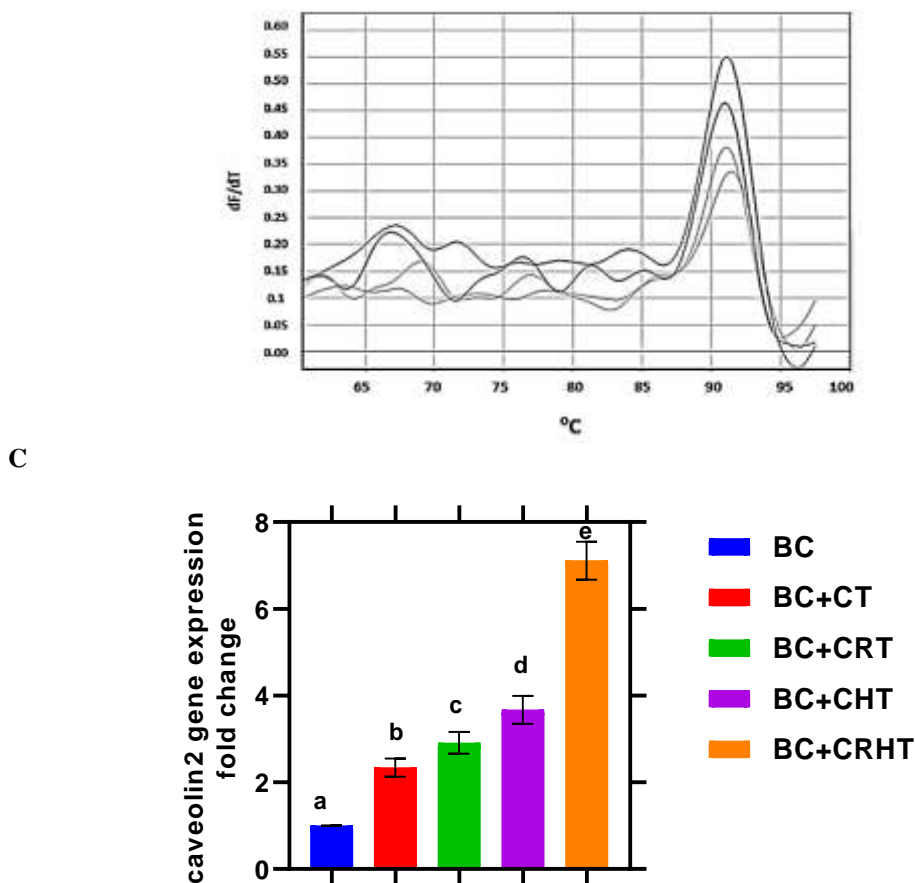 0.60
0.55
0.50
0.45
0.40
0.35
0.30
0.25
0.20
0.15
0.1
0.05
0.00
dF/dT
65 70 75 80 85 90 95 100
°C
C
caveolin2 gene expression
fold change
8
6
4
2
0
a
b
c
d
e
BC
BC+CT
BC+CRT
BC+CHT
BC+CRHT